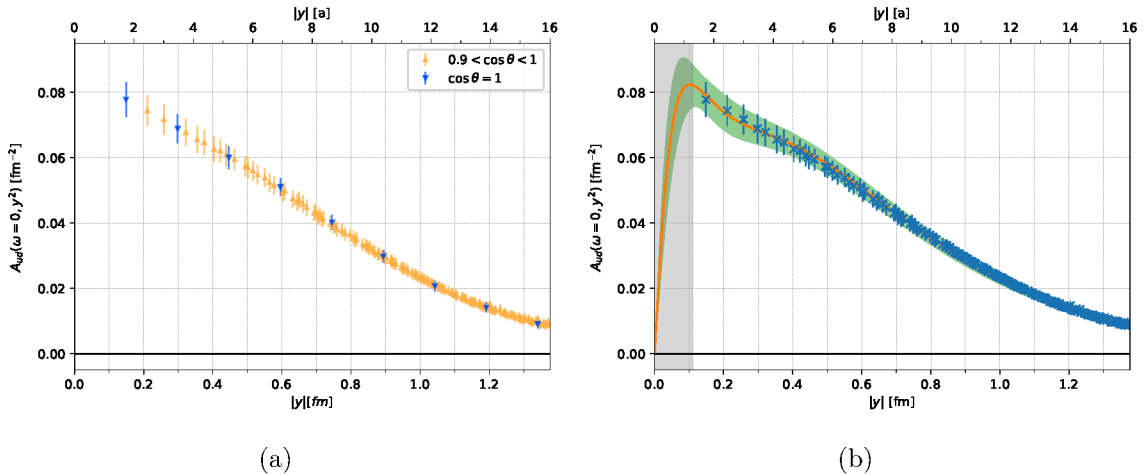 |y| [a]
0 2 4 6 8 10 12 14 16
0.9 < cos θ < 1
cos θ = 1
A_{ud}(ω = 0, y²) [fm⁻²]
0.08
0.06
0.04
0.02
0.00
0.0 0.2 0.4 0.6 0.8 1.0 1.2
|y|[fm]
(a)
|y| [a]
0 2 4 6 8 10 12 14 16
A_{ud}(ω = 0, y²) [fm⁻²]
0.08
0.06
0.04
0.02
0.00
0.0 0.2 0.4 0.6 0.8 1.0 1.2
|y| [fm]
(b)